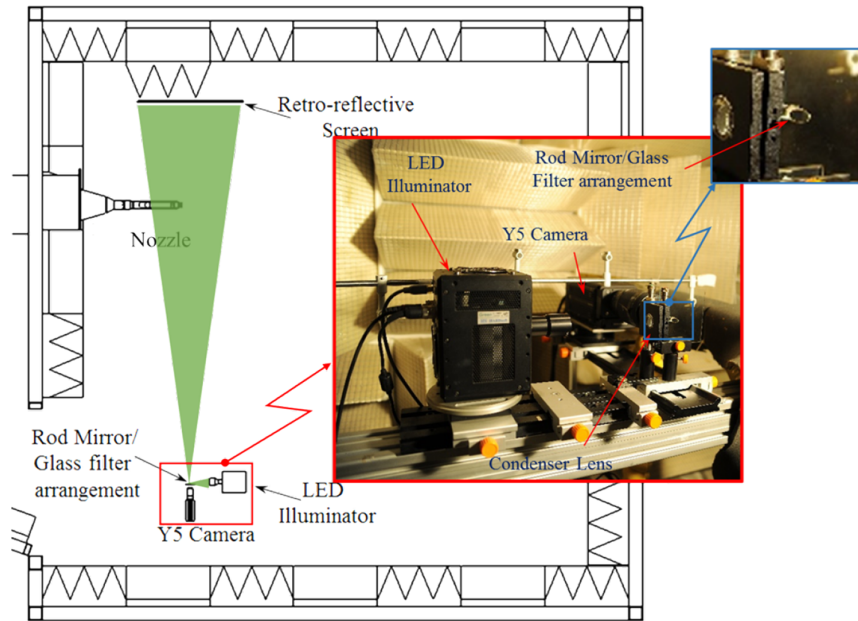 Retro-reflective
Screen
Nozzle
LED
Illuminator
Rod Mirror/Glass
Filter arrangement
Y5 Camera
Condenser Lens
Rod Mirror/
Glass filter
arrangement
LED
Illuminator
Y5 Camera